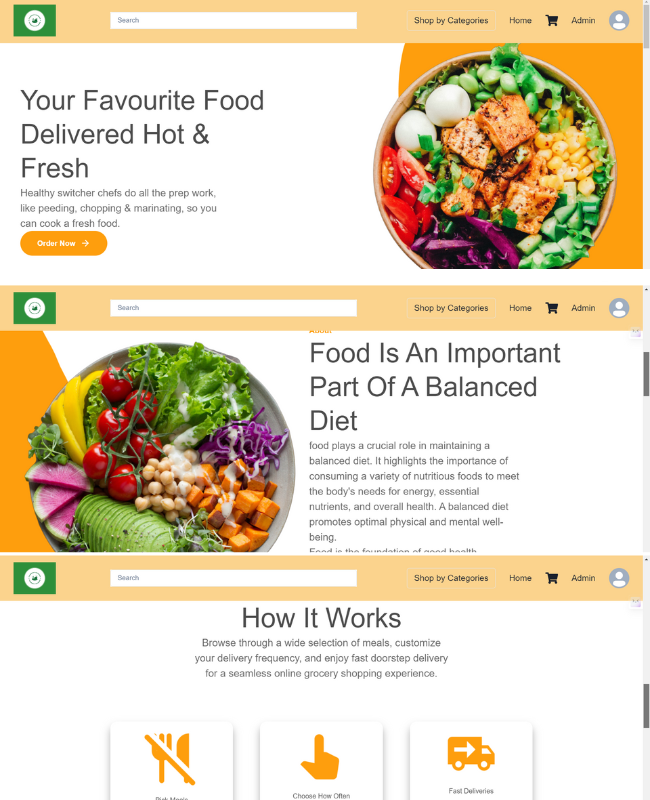 Search
Shop by Categories
Home
Admin
Your Favourite Food
Delivered Hot &
Fresh
Healthy switcher chefs do all the prep work,
like peeding, chopping & marinating, so you
can cook a fresh food.
Order Now
Search
Shop by Categories
Home
Admin
About
Food Is An Important
Part Of A Balanced
Diet
food plays a crucial role in maintaining a
balanced diet. It highlights the importance of
consuming a variety of nutritious foods to meet
the body's needs for energy, essential
nutrients, and overall health. A balanced diet
promotes optimal physical and mental well-
being.
Food is the foundation of good health
Search
Shop by Categories
Home
Admin
How It Works
Browse through a wide selection of meals, customize
your delivery frequency, and enjoy fast doorstep delivery
for a seamless online grocery shopping experience.
Pick Meals
Choose How Often
Fast Deliveries